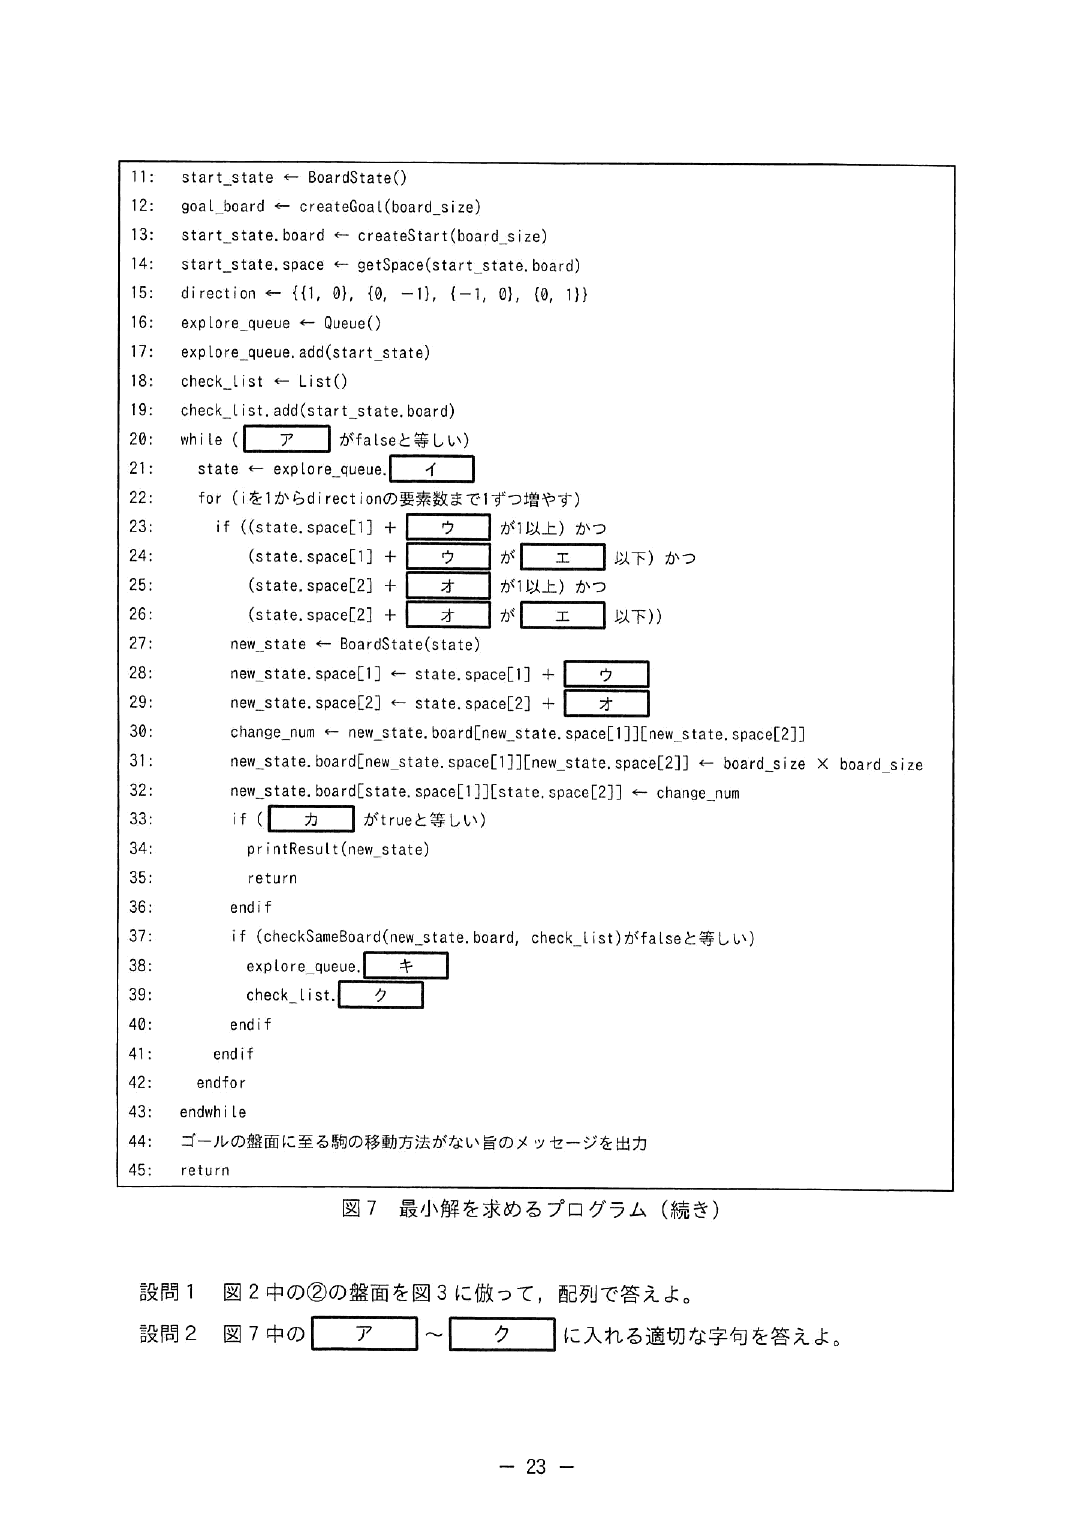 11: start_state ← BoardState()
12: goal_board ← createGoal(board_size)
13: start_state.board ← createStart(board_size)
14: start_state.space ← getSpace(start_state.board)
15: direction ← {{1, 0}, {0, −1}, {−1, 0}, {0, 1}}
16: explore_queue ← Queue()
17: explore_queue.add(start_state)
18: check_list ← List()
19: check_list.add(start_state.board)
20: while ( ア がfalseと等しい)
21: state ← explore_queue. イ
22: for (iを1からdirectionの要素数まで1ずつ増やす)
23: if ((state.space[1] + ウ が1以上) かつ
24: (state.space[1] + ウ が エ 以下) かつ
25: (state.space[2] + オ が1以上) かつ
26: (state.space[2] + オ が エ 以下))
27: new_state ← BoardState(state)
28: new_state.space[1] ← state.space[1] + ウ
29: new_state.space[2] ← state.space[2] + オ
30: change_num ← new_state.board[new_state.space[1]][new_state.space[2]]
31: new_state.board[new_state.space[1]][new_state.space[2]] ← board_size × board_size
32: new_state.board[state.space[1]][state.space[2]] ← change_num
33: if ( カ がtrueと等しい)
34: printResult(new_state)
35: return
36: endif
37: if (checkSameBoard(new_state.board, check_list)がfalseと等しい)
38: explore_queue. キ
39: check_list. ク
40: endif
41: endif
42: endfor
43: endwhile
44: ゴールの盤面に至る駒の移動方法がない旨のメッセージを出力
45: return
図7 最小解を求めるプログラム（続き）
設問1 図2中の②の盤面を図3に倣って，配列で答えよ。
設問2 図7中の ア ～ ク に入れる適切な字句を答えよ。
− 23 −